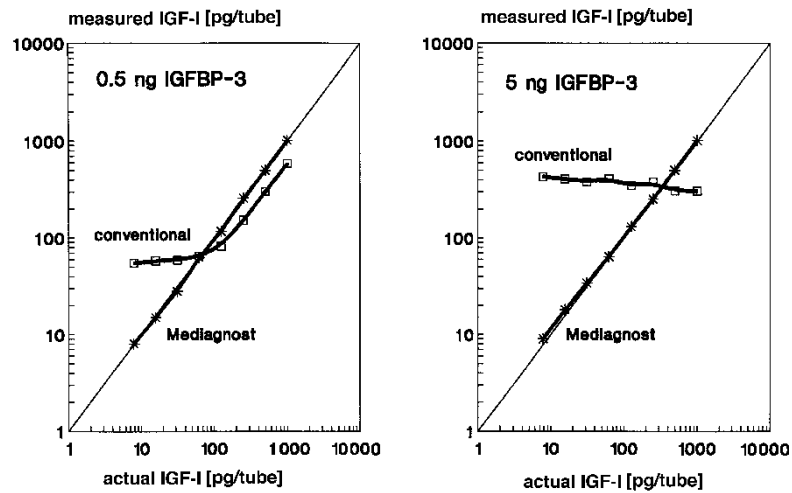 measured IGF-I [pg/tube]
10000
1000
100
10
1
0.5 ng IGFBP-3
conventional
Mediagnost
1 10 100 1000 10000
actual IGF-I [pg/tube]
measured IGF-I [pg/tube]
10000
1000
100
10
1
5 ng IGFBP-3
conventional
Mediagnost
1 10 100 1000 10000
actual IGF-I [pg/tube]